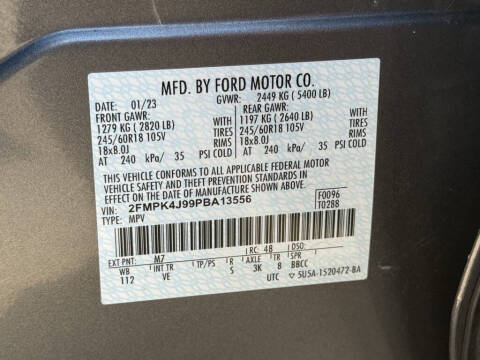 MFD. BY FORD MOTOR CO.
DATE: 01/23 GVWR: 2449 KG (5400 LB)
FRONT GAWR: REAR GAWR:
1279 KG (2820 LB) WITH 1197 KG (2640 LB) WITH
245/60R18 105V TIRES 245/60R18 105V TIRES
18x8.0J RIMS 18x8.0J RIMS
AT 240 kPa/ 35 PSI COLD AT 240 kPa/ 35 PSI COLD
THIS VEHICLE CONFORMS TO ALL APPLICABLE FEDERAL MOTOR
VEHICLE SAFETY AND THEFT PREVENTION STANDARDS IN
EFFECT ON THE DATE OF MANUFACTURE SHOWN ABOVE.
VIN: 2FMPK4J99PBA13556 F0096
TYPE: MPV T0288
EXT PNT: M7 RC: 48 DSO:
WB INT TR TP/PS R AXLE TR SPR
112 VE S 3K 8 BBCC
UTC ▽ 5U5A-1520472-BA